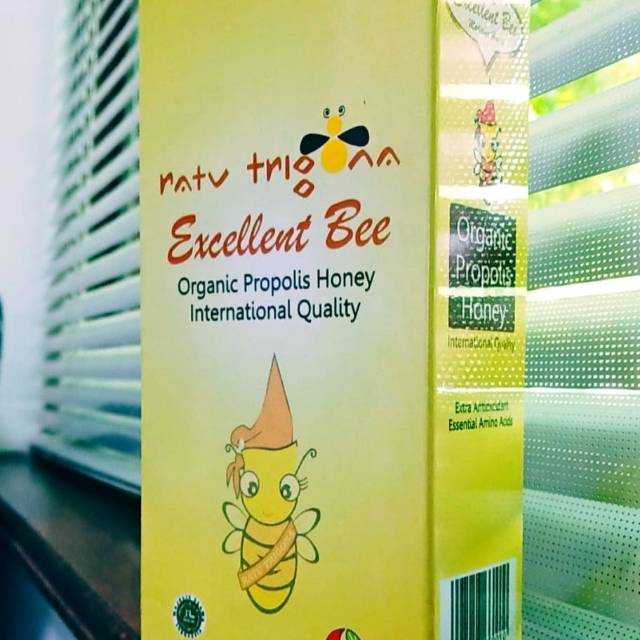 ratu trigona
Excellent Bee
Organic Propolis Honey
International Quality
Excellent Bee
Organic
Propolis
Honey
International Quality
Extra Antioxidant
Essential Amino Acids